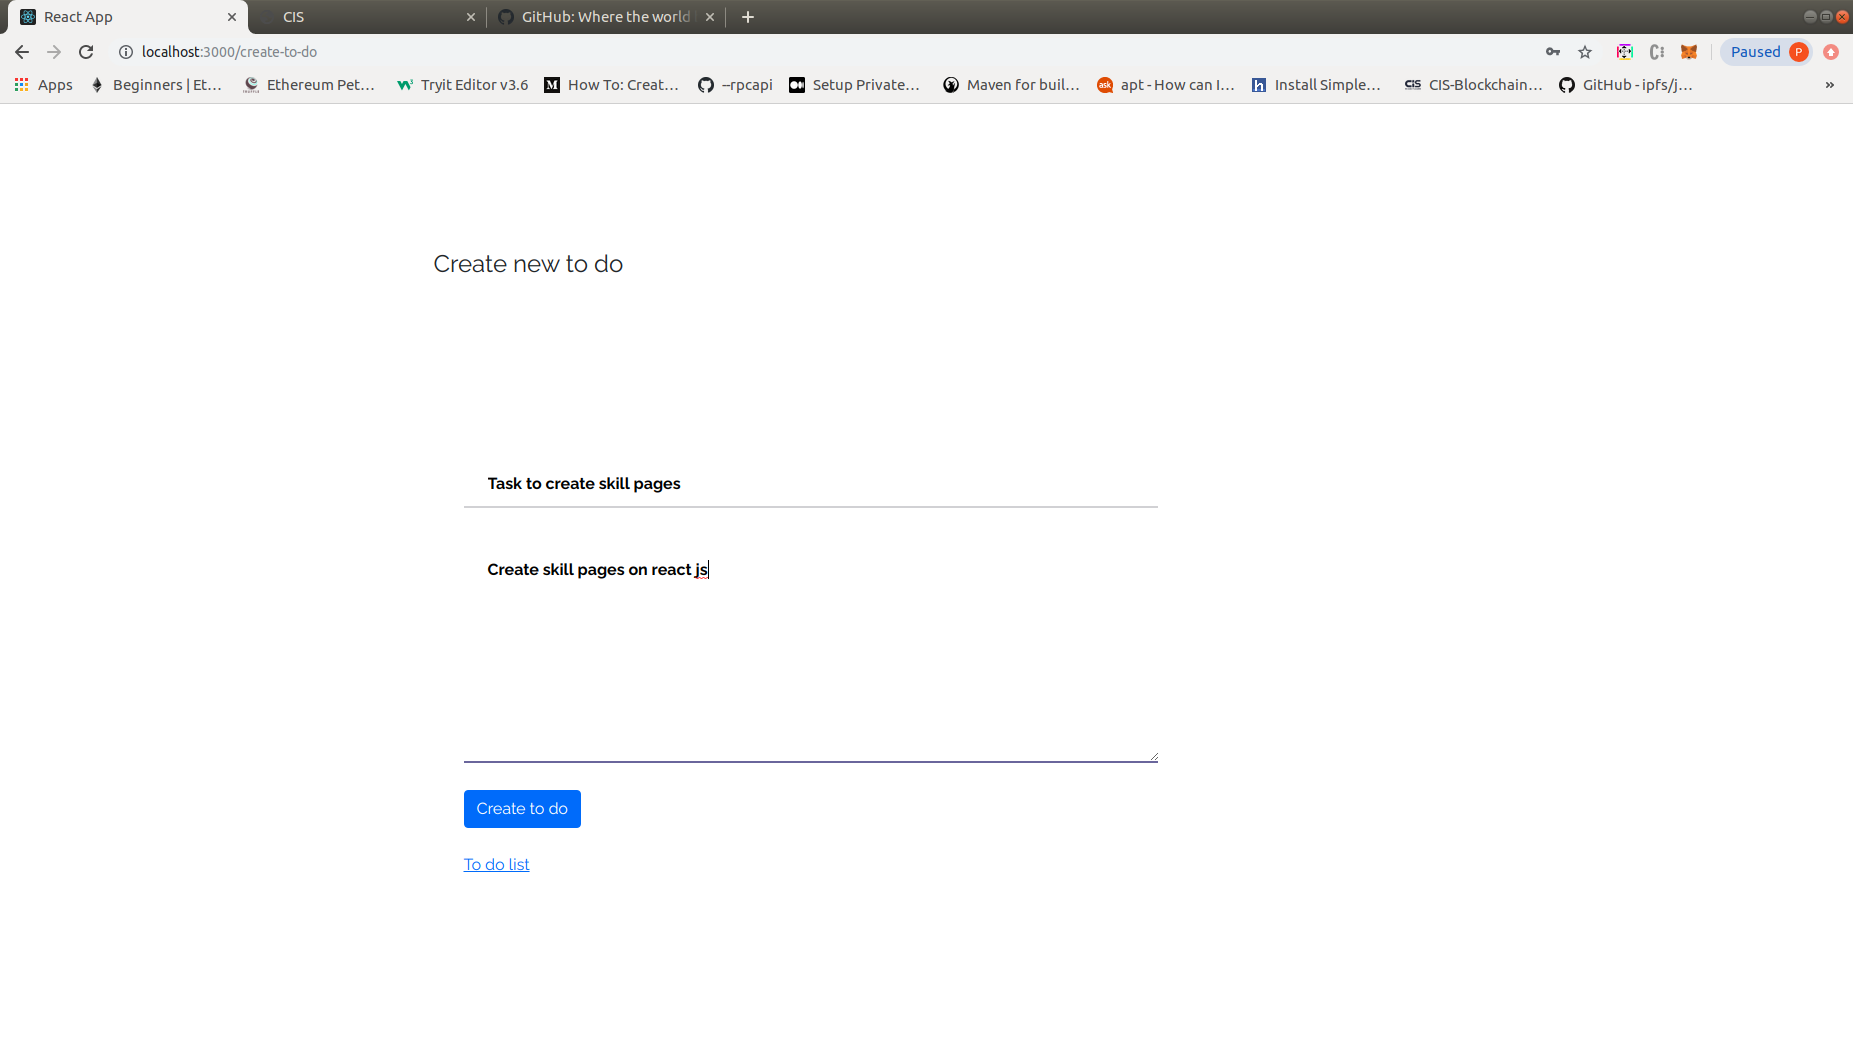 React App
CIS
GitHub: Where the world
localhost:3000/create-to-do
Paused P
Apps
Beginners | Et...
Ethereum Pet...
Tryit Editor v3.6
How To: Creat...
--rpcapi
Setup Private...
Maven for buil...
apt - How can I...
Install Simple...
CIS-Blockchain...
GitHub - ipfs/j...
»
Create new to do
Task to create skill pages
Create skill pages on react js
Create to do
To do list